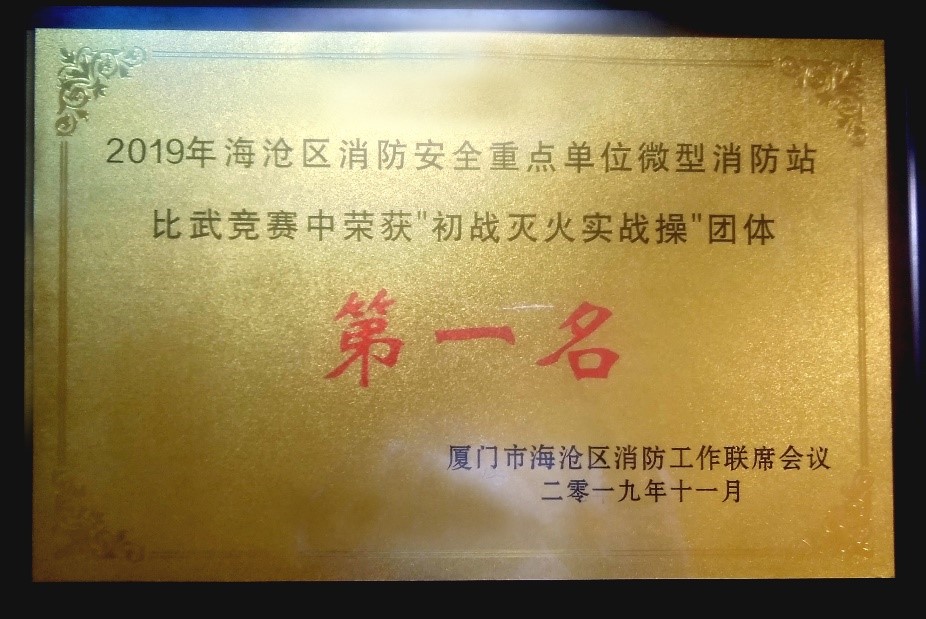 2019年海沧区消防安全重点单位微型消防站
比武竞赛中荣获"初战灭火实战操"团体
第一名
厦门市海沧区消防工作联席会议
二零一九年十一月